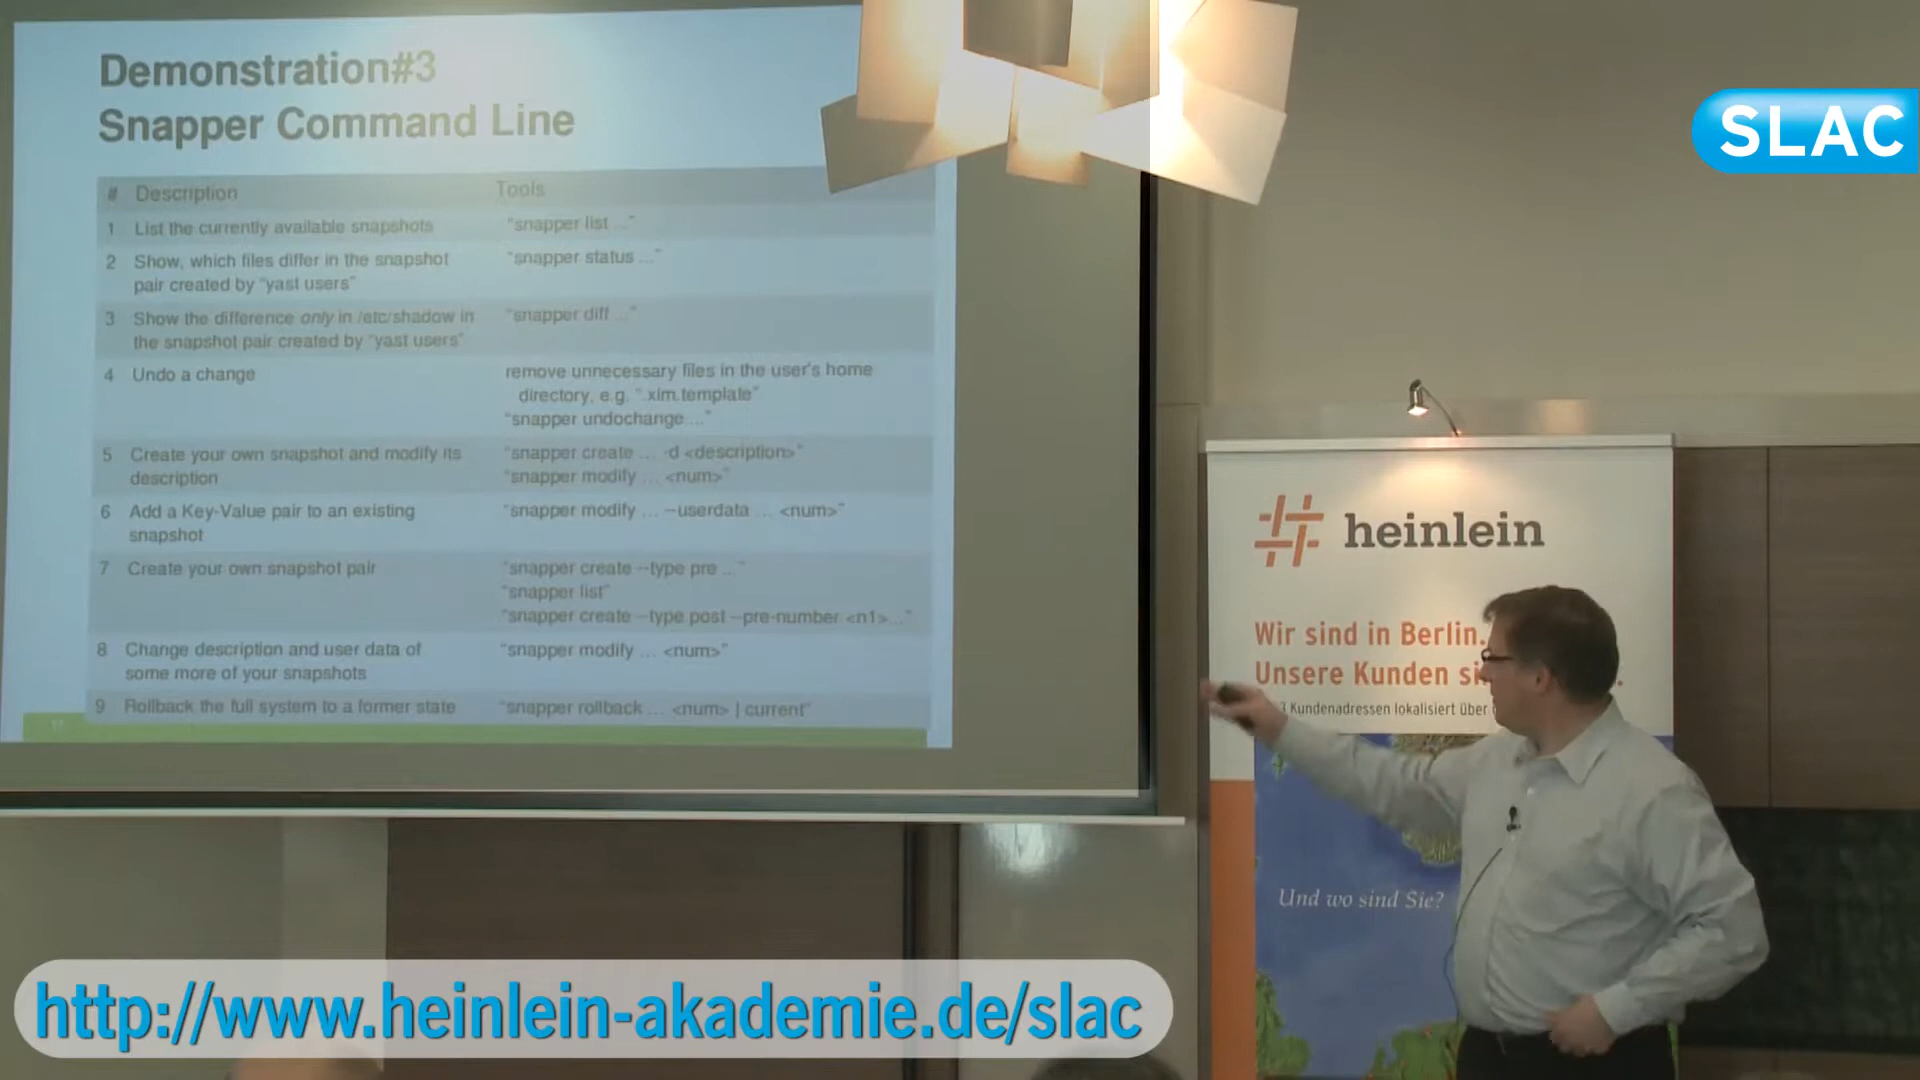 Demonstration#3
Snapper Command Line
# Description Tools
1 List the currently available snapshots "snapper list ..."
2 Show, which files differ in the snapshot "snapper status ..."
pair created by "yast users"
3 Show the difference only in /etc/shadow in "snapper diff ..."
the snapshot pair created by "yast users"
4 Undo a change remove unnecessary files in the user's home
directory, e.g. ".xim.template"
"snapper undochange ..."
5 Create your own snapshot and modify its "snapper create ... -d <description>"
description "snapper modify ... <num>"
6 Add a Key-Value pair to an existing "snapper modify ... --userdata ... <num>"
snapshot
7 Create your own snapshot pair "snapper create --type pre ..."
"snapper list"
"snapper create --type post --pre-number <n1>..."
8 Change description and user data of "snapper modify ... <num>"
some more of your snapshots
9 Rollback the full system to a former state "snapper rollback ... <num> | current"
SLAC
heinlein
Wir sind in Berlin.
Unsere Kunden
Kundenadressen lokalisiert über
Und wo sind Sie?
http://www.heinlein-akademie.de/slac